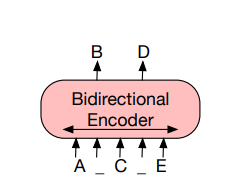 B D
Bidirectional
Encoder
A _ C _ E